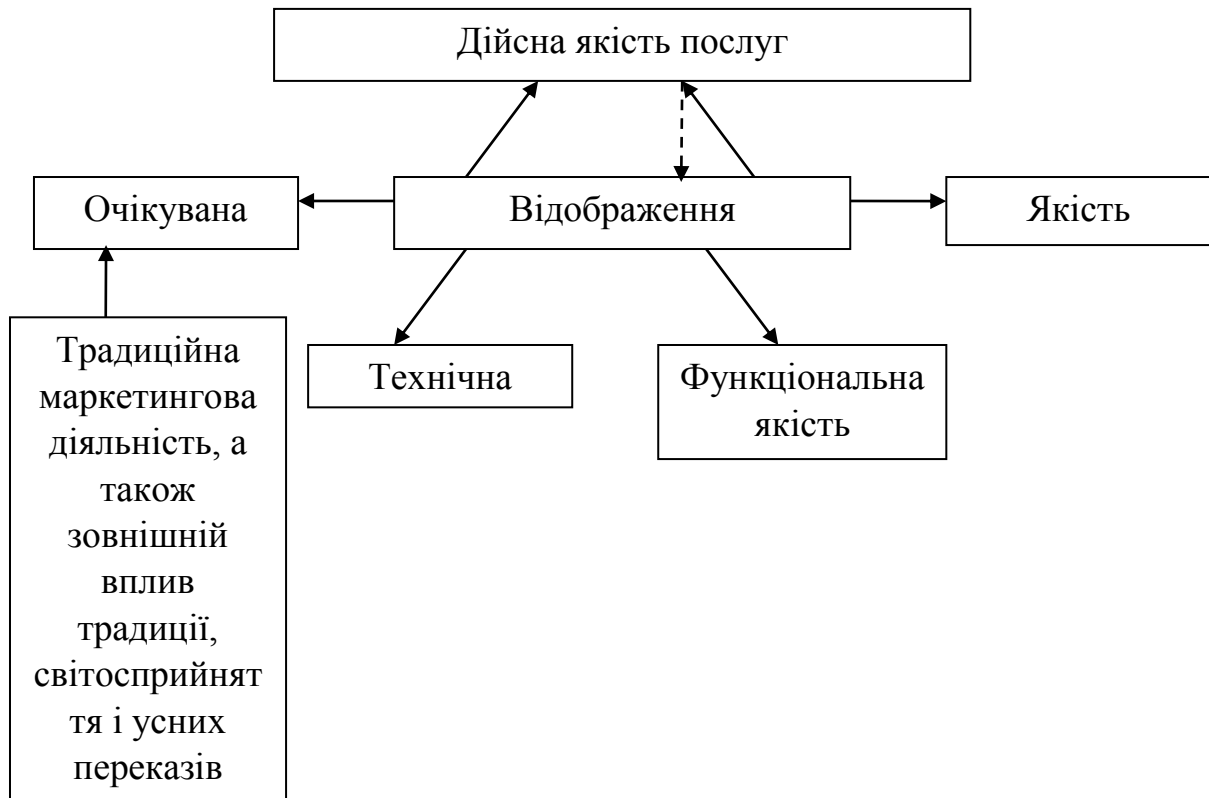 Дійсна якість послуг
Очікувана
Відображення
Якість
Традиційна
маркетингова
діяльність, а
також
зовнішній
вплив
традиції,
світосприйнят
тя і усних
переказів
Технічна
Функціональна
якість